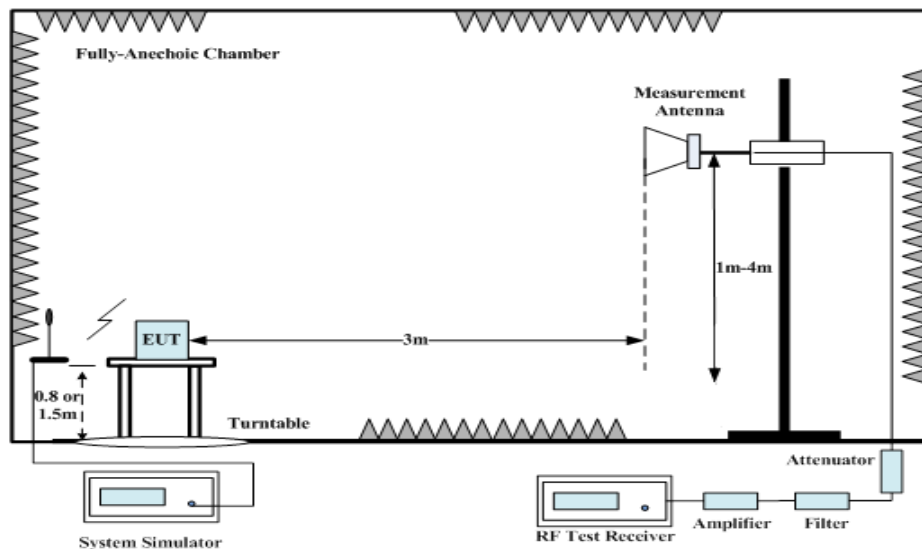 Fully-Anechoic Chamber
Measurement
Antenna
1m-4m
EUT
3m
0.8 or
1.5m
Turntable
Attenuator
System Simulator
RF Test Receiver
Amplifier
Filter